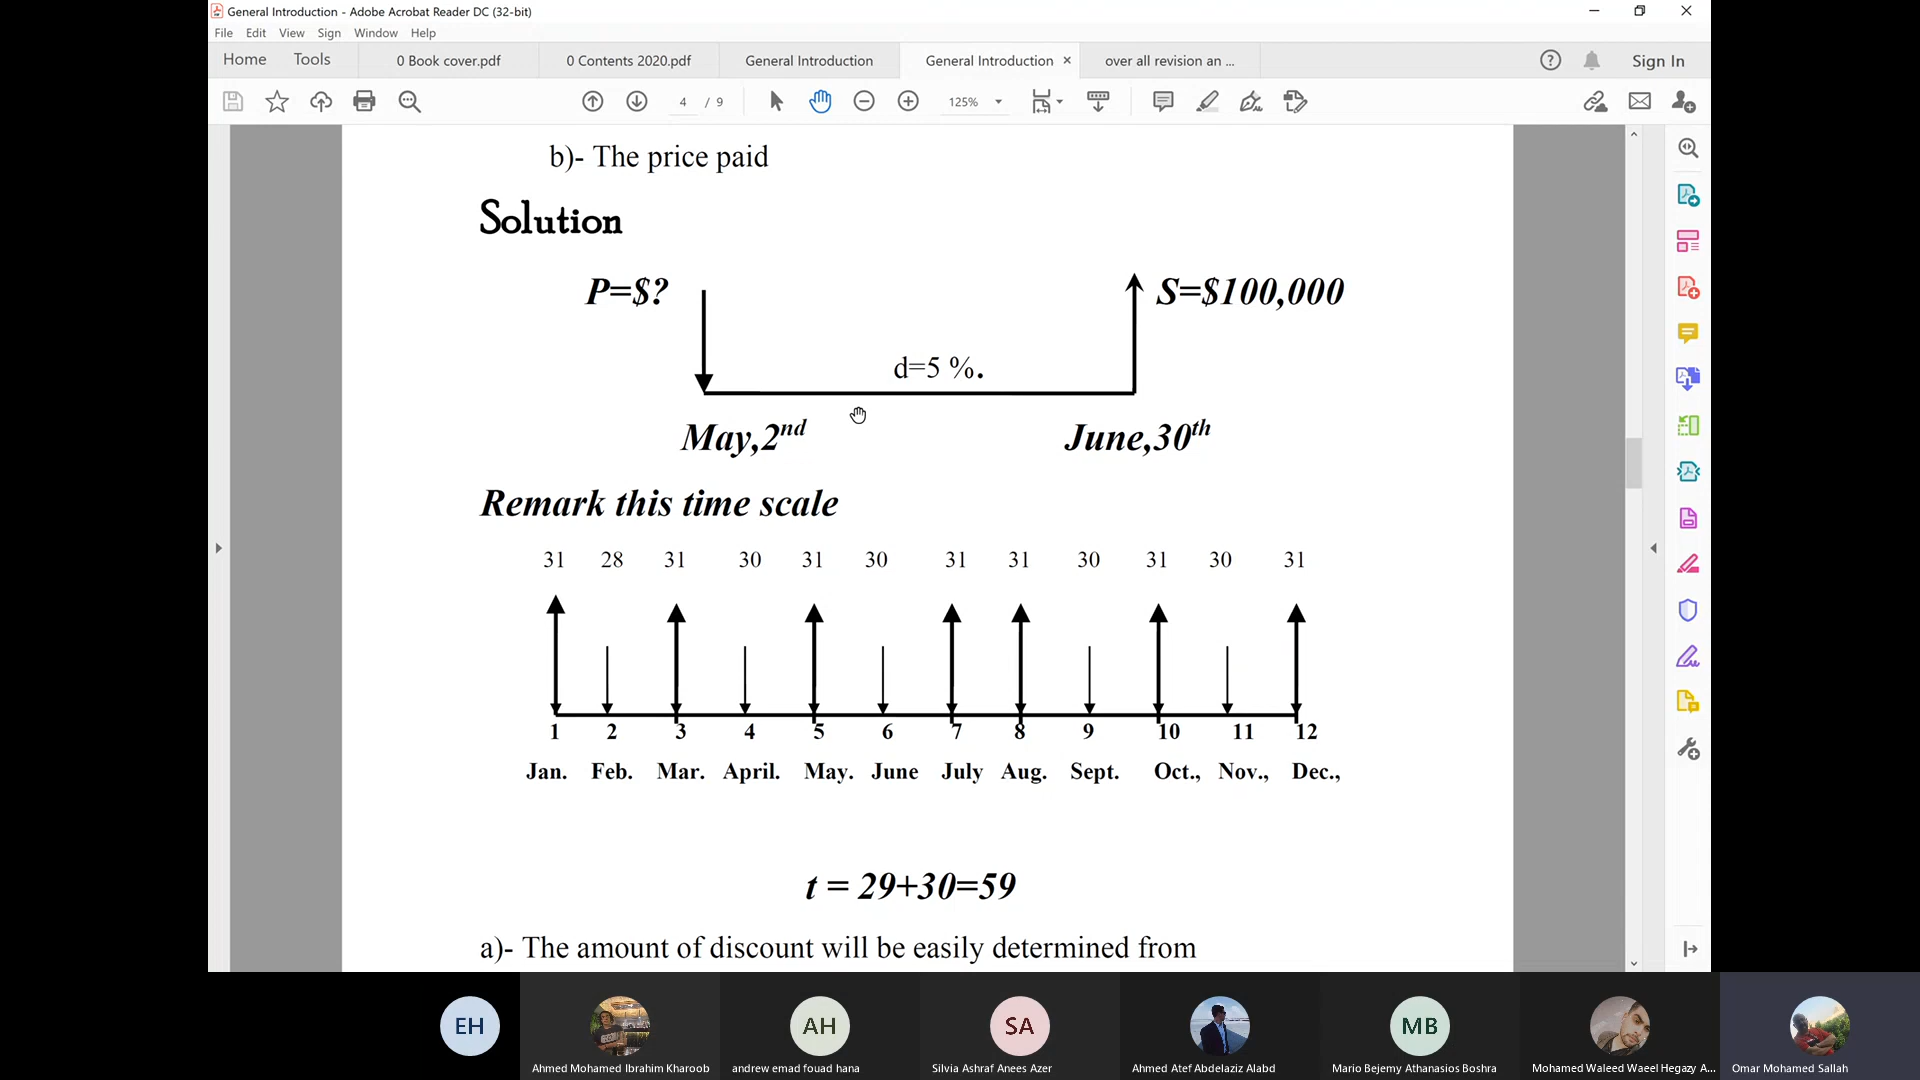 General Introduction - Adobe Acrobat Reader DC (32-bit)
File Edit View Sign Window Help
Home Tools 0 Book cover.pdf 0 Contents 2020.pdf General Introduction General Introduction × over all revision an ... Sign In
4 / 9 125%
b)- The price paid
Solution
P=$? S=$100,000
d=5 %.
May,2nd June,30th
Remark this time scale
31 28 31 30 31 30 31 31 30 31 30 31
1 2 3 4 5 6 7 8 9 10 11 12
Jan. Feb. Mar. April. May. June July Aug. Sept. Oct., Nov., Dec.,
t = 29+30=59
a)- The amount of discount will be easily determined from
EH AH SA MB
Ahmed Mohamed Ibrahim Kharoob andrew emad fouad hana Silvia Ashraf Anees Azer Ahmed Atef Abdelaziz Alabd Mario Bejemy Athanasios Boshra Mohamed Waleed Waeel Hegazy A... Omar Mohamed Sallah